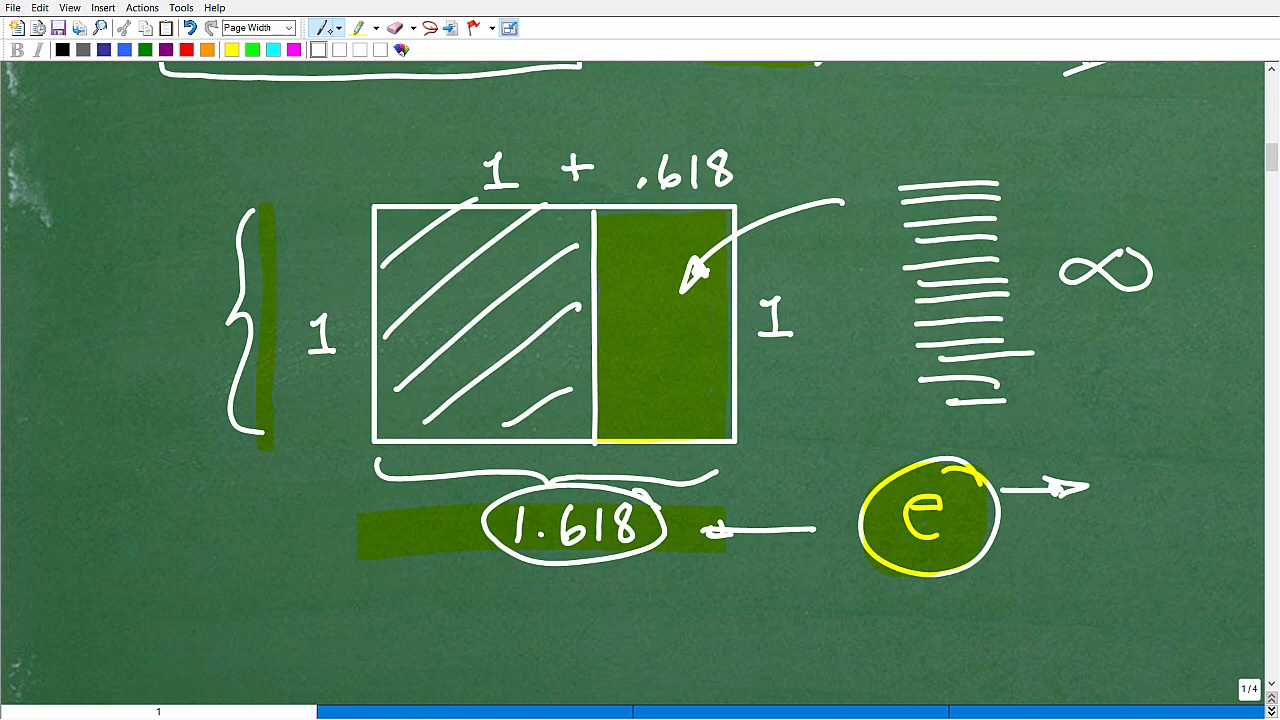 File Edit View Insert Actions Tools Help
Page Width
B I
1 + .618
1
1
∞
1.618
e
1/4
1